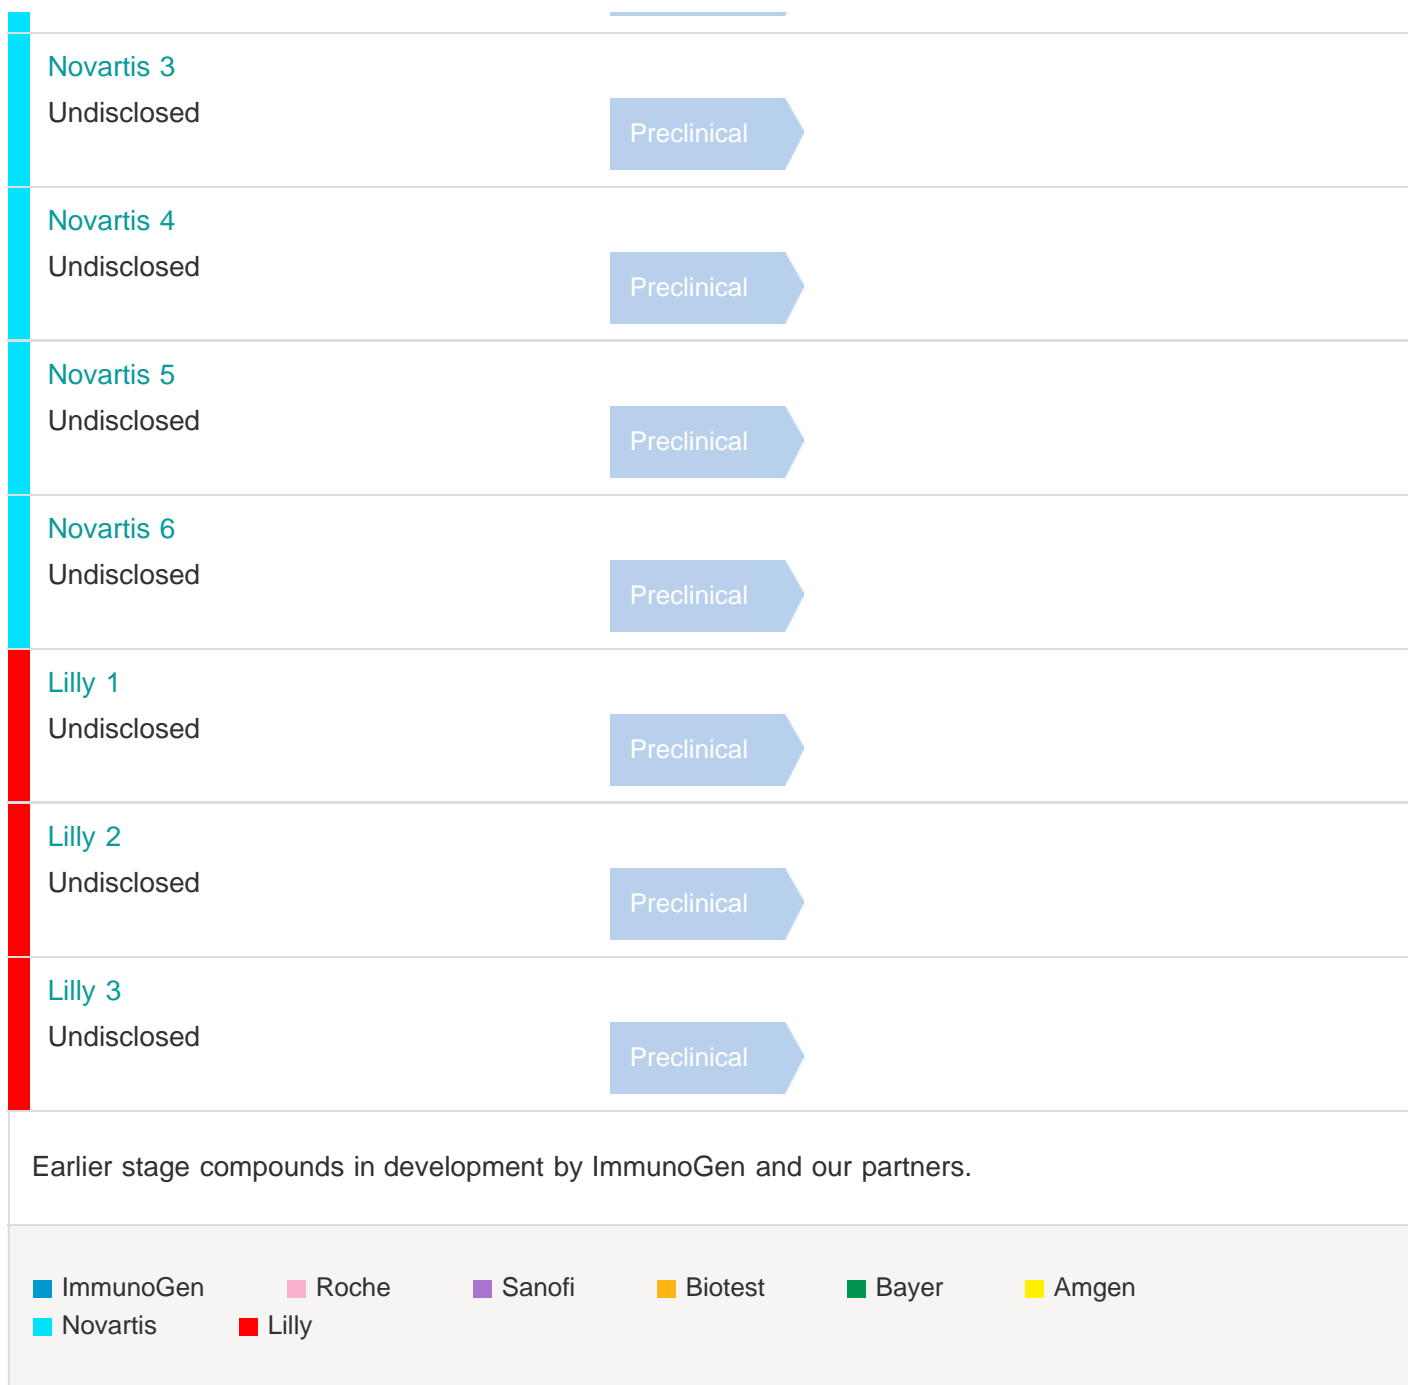 Novartis 3
Undisclosed
Preclinical
Novartis 4
Undisclosed
Preclinical
Novartis 5
Undisclosed
Preclinical
Novartis 6
Undisclosed
Preclinical
Lilly 1
Undisclosed
Preclinical
Lilly 2
Undisclosed
Preclinical
Lilly 3
Undisclosed
Preclinical
Earlier stage compounds in development by ImmunoGen and our partners.
ImmunoGen Roche Sanofi Biotest Bayer Amgen
Novartis Lilly